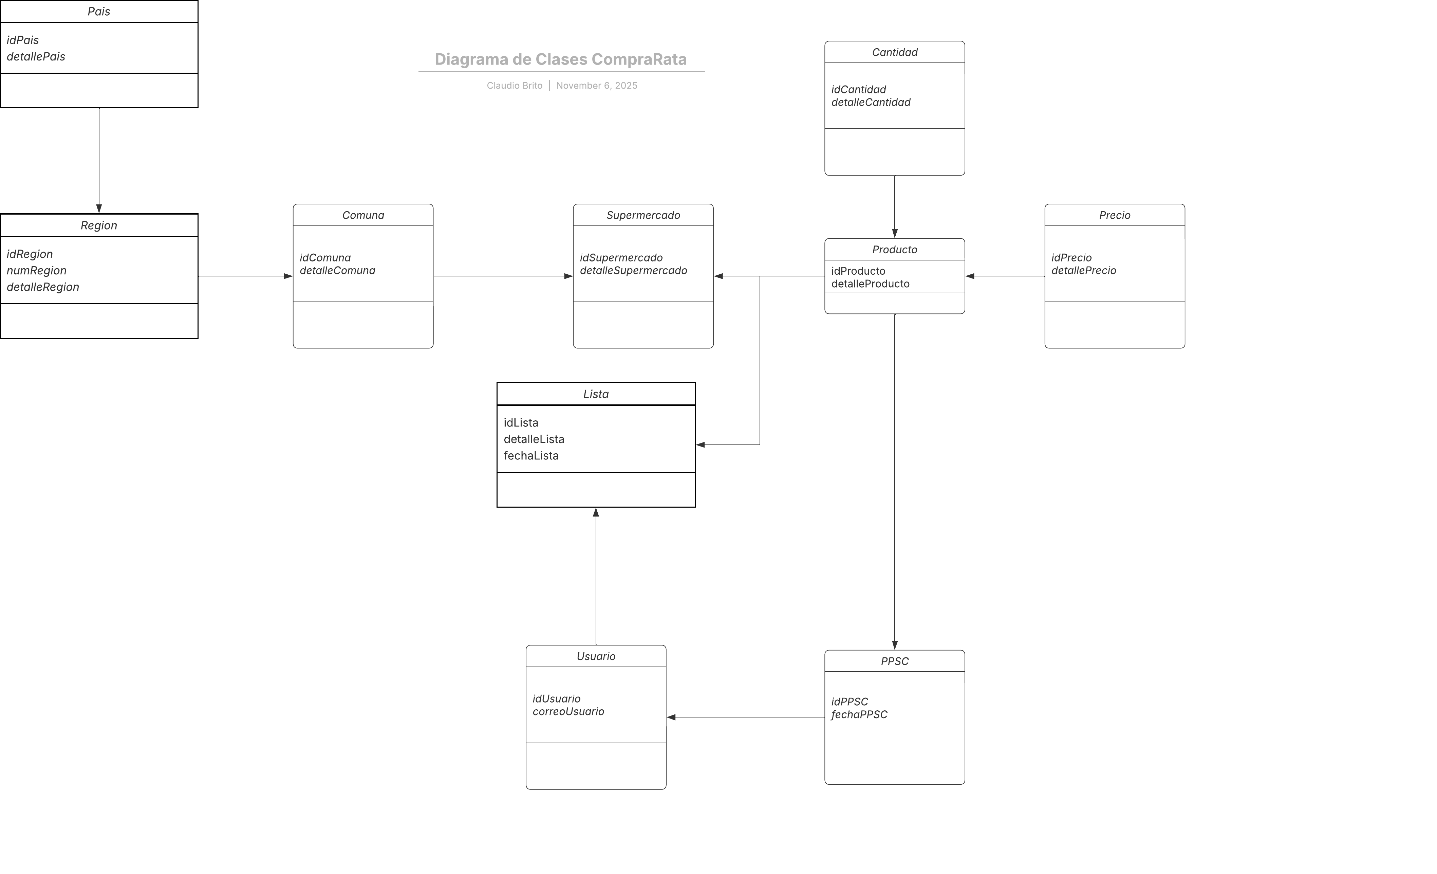 Pais
idPais
detallePais
Diagrama de Clases CompraRata
Claudio Brito | November 6, 2025
Cantidad
idCantidad
detalleCantidad
Region
idRegion
numRegion
detalleRegion
Comuna
idComuna
detalleComuna
Supermercado
idSupermercado
detalleSupermercado
Producto
idProducto
detalleProducto
Precio
idPrecio
detallePrecio
Lista
idLista
detalleLista
fechaLista
Usuario
idUsuario
correoUsuario
PPSC
idPPSC
fechaPPSC